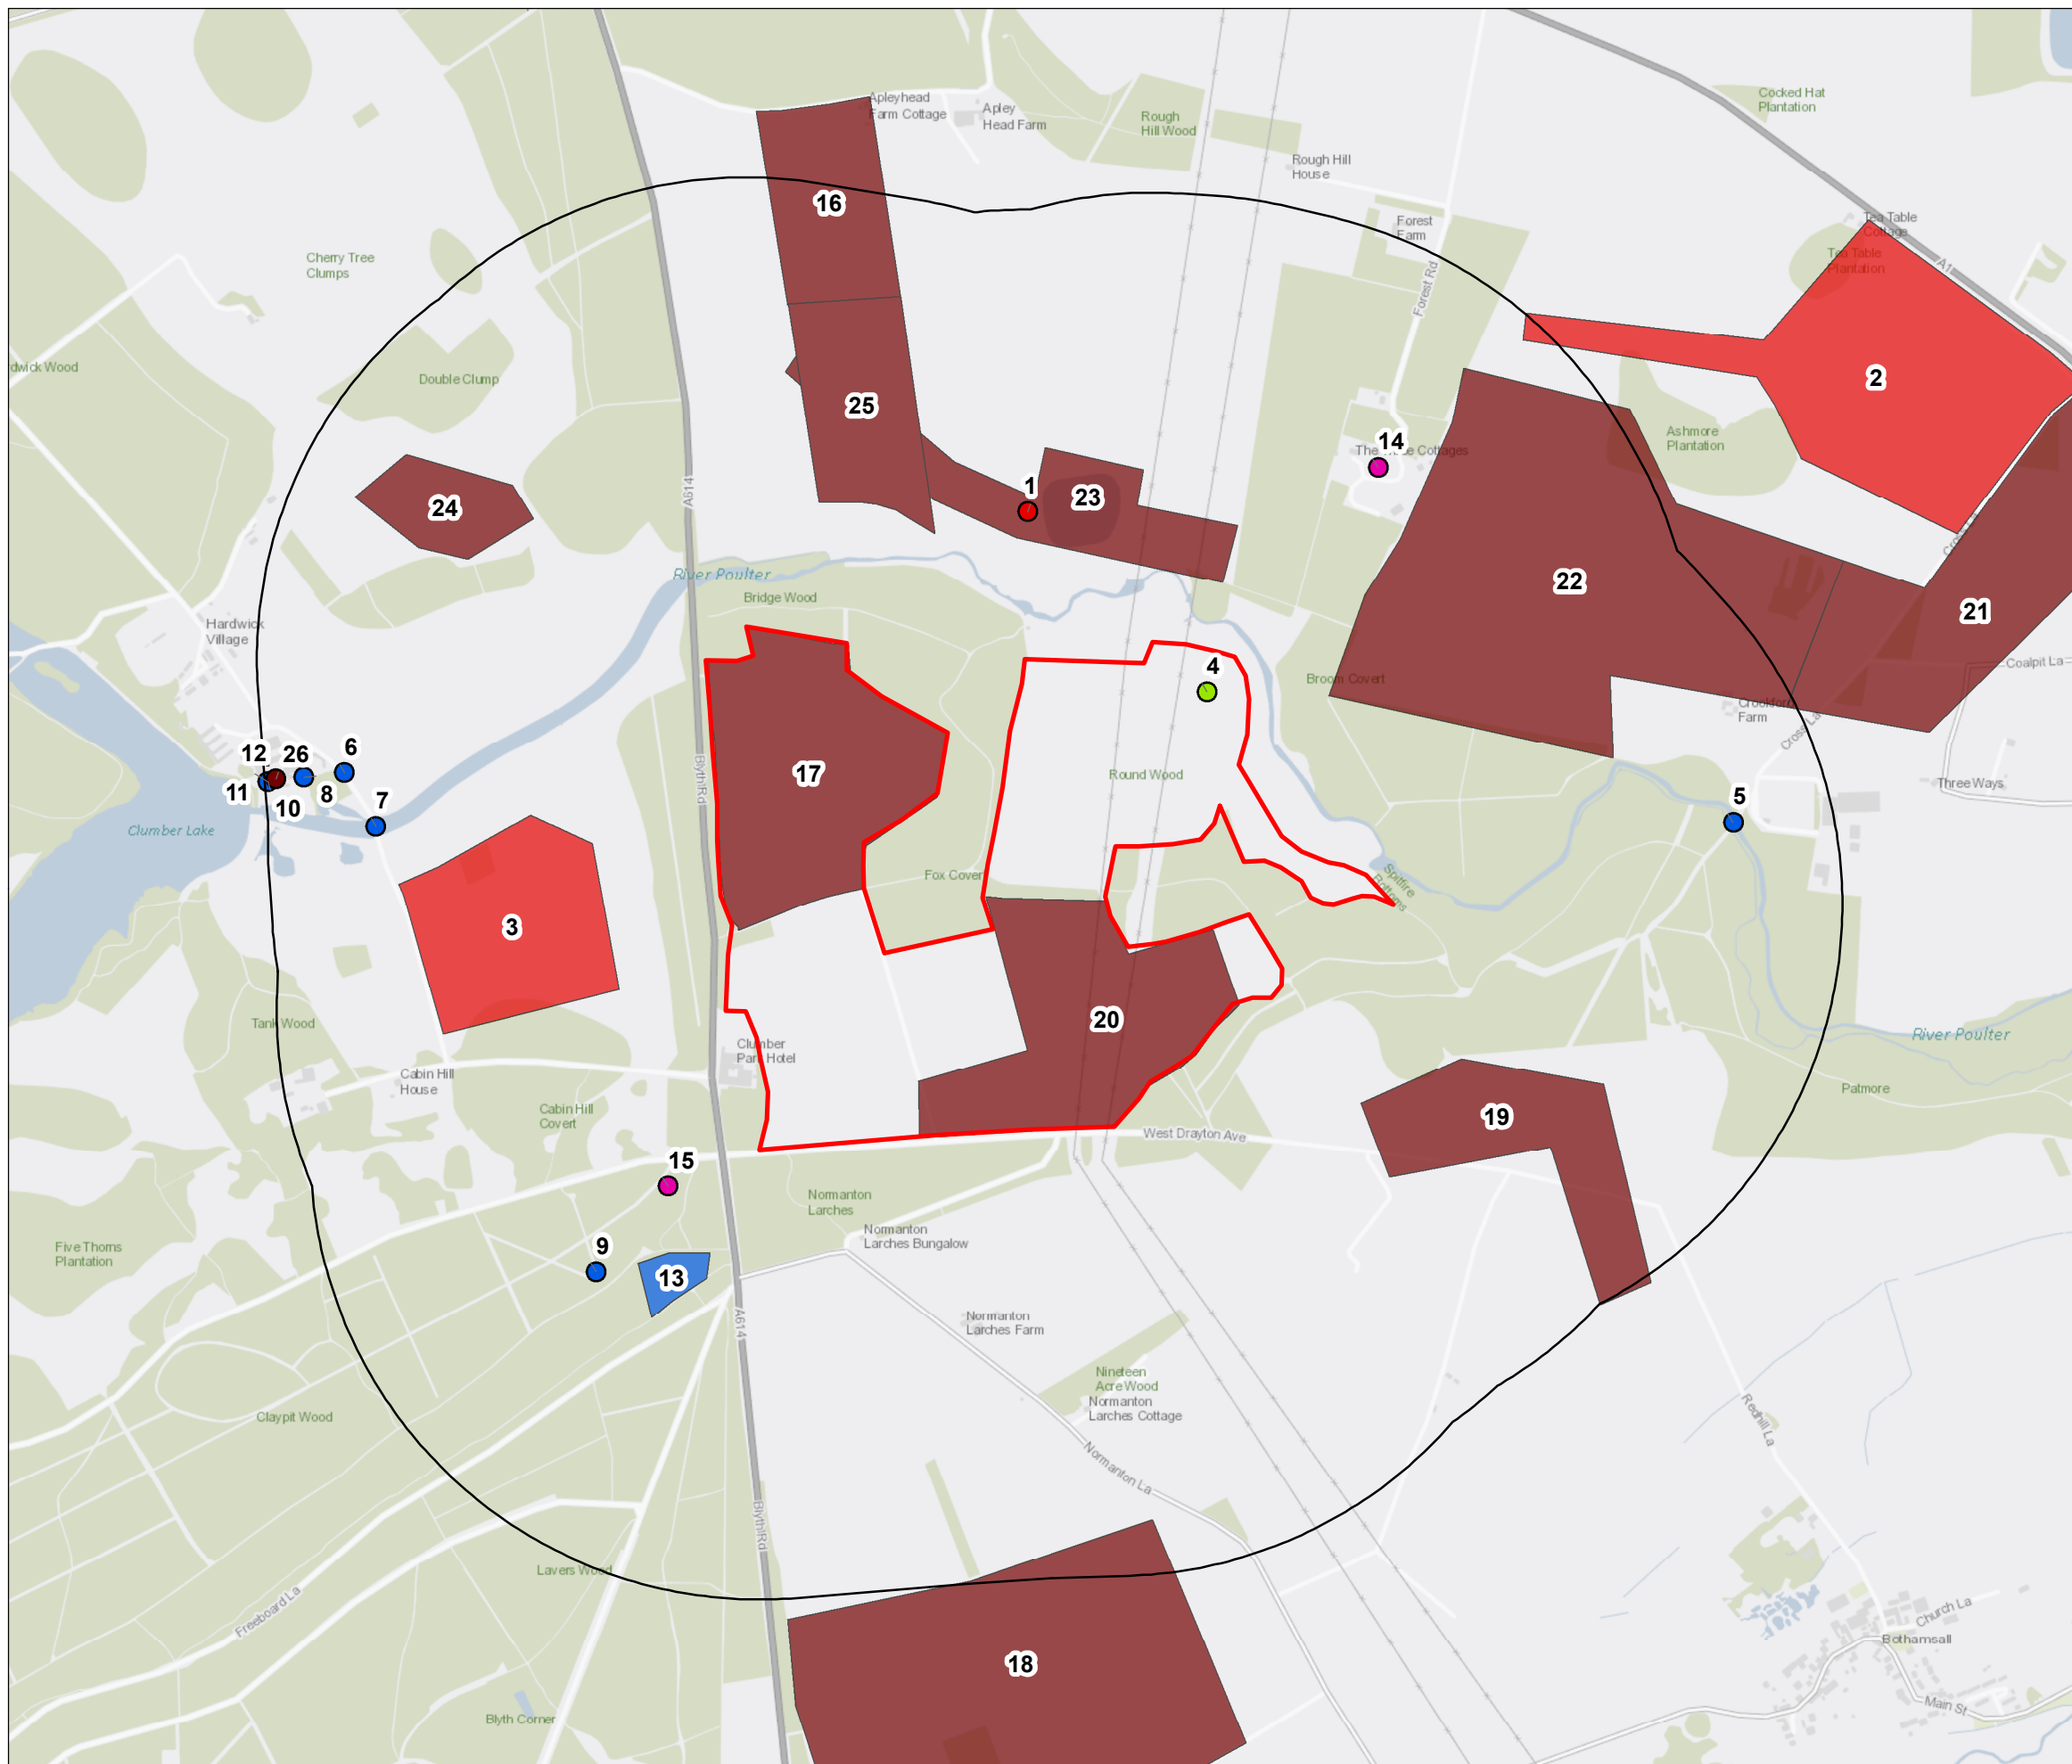 Apleyhead
Farm Cottage
Apley
Head Farm
Rough
Hill Wood
Cocked Hat
Plantation
Rough Hill
House
16
Forest
Farm
Tea Table
Cottage
Tea Table
Plantation
A1
Cherry Tree
Clumps
Forest Rd
dwick Wood
Double Clump
25
2
14
The
Cottages
Ashmore
Plantation
24
A614
1
23
River Poulter
Bridge Wood
22
21
Hardwick
Village
4
Broom Covert
Coalpit La
Crookford
Farm
Cross La
12
26
6
11
10
8
7
Clumber Lake
Blyth Rd
17
Round Wood
Three Ways
5
3
Fox Cover
Spitfire
Bottoms
Tank Wood
20
River Poulter
Clumber
Park Hotel
Cabin Hill
House
Cabin Hill
Covert
19
Patmore
West Drayton Ave
15
Normanton
Larches
Normanton
Larches Bungalow
Five Thorns
Plantation
9
13
A614
Normanton
Larches Farm
Nineteen
Acre Wood
Normanton
Larches Cottage
Claypit Wood
Redhill La
Normanton La
Blyth Rd
Lavers Wood
Freeboard La
18
Church La
Bothamsall
Main St
Blyth Corner